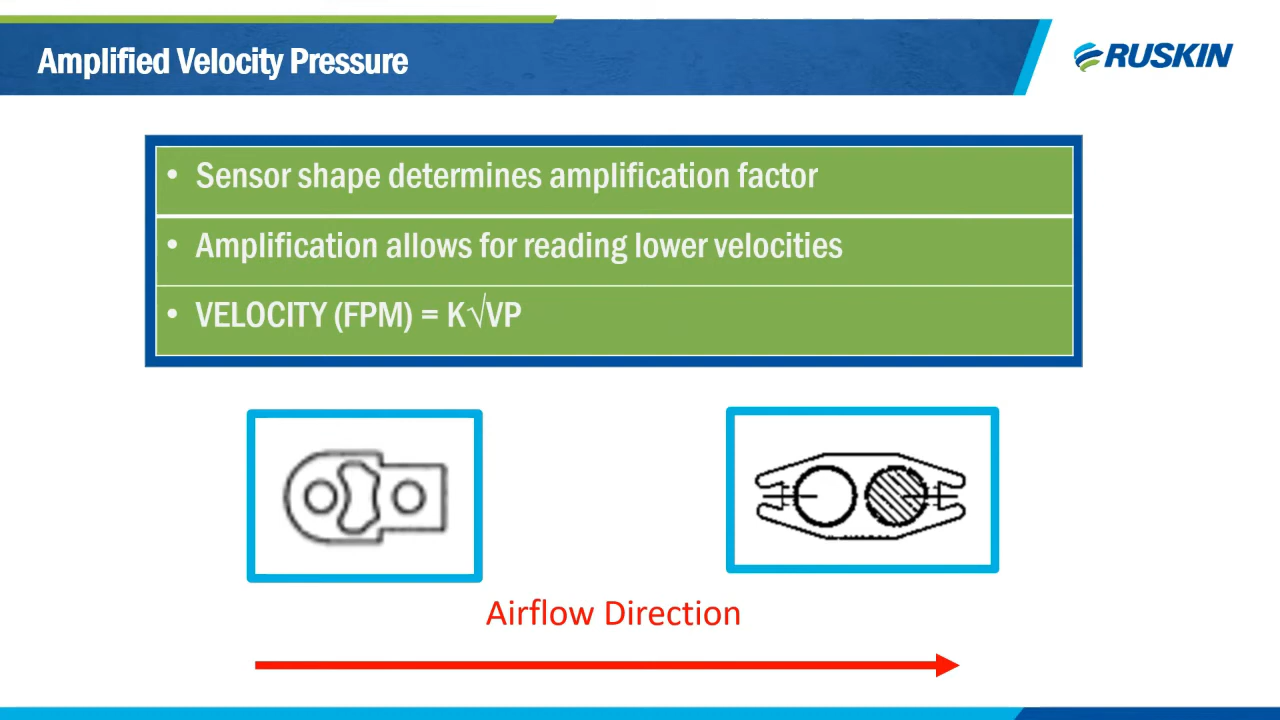 Amplified Velocity Pressure
RUSKIN
• Sensor shape determines amplification factor
• Amplification allows for reading lower velocities
• VELOCITY (FPM) = K√VP
Airflow Direction